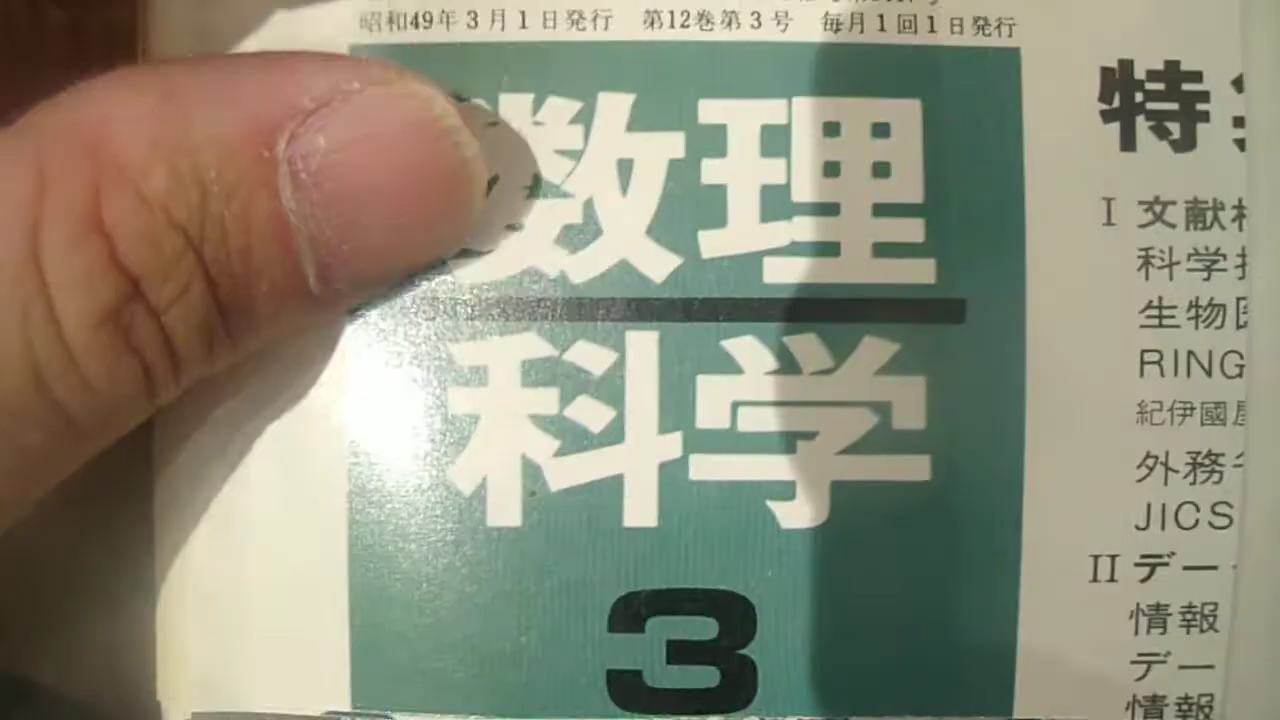 昭和49年3月1日発行 第12巻第3号 毎月1回1日発行
数理
科学
3
特
I 文献
科学
生物
RING
紀伊國
外務
JICS
II デー
情報
デー
情報